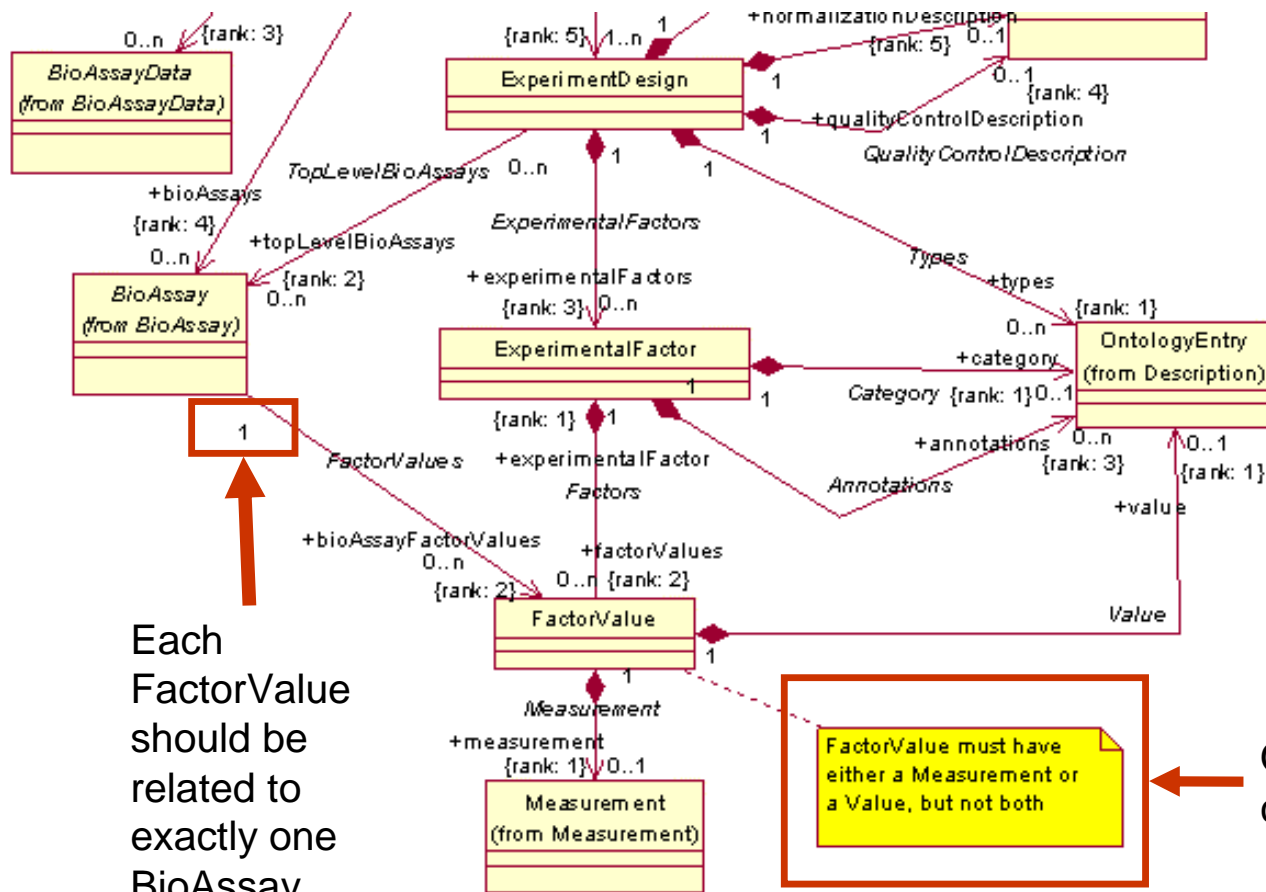 +normalizationDescription
0..n
{rank: 3}
{rank: 5}
1..n
1
{rank: 5}
0..1
BioAssayData
(from BioAssayData)
ExperimentDesign
1
0..1
{rank: 4}
1
+qualityControlDescription
QualityControlDescription
TopLevelBioAssays
0..n
1
1
+bioAssays
{rank: 4}
0..n
ExperimentalFactors
+topLevelBioAssays
{rank: 2}
0..n
Types
+types
{rank: 1}
0..n
+experimentalFactors
{rank: 3}
0..n
BioAssay
(from BioAssay)
ExperimentalFactor
1
1
OntologyEntry
(from Description)
+category
Category
{rank: 1}
0..1
1
{rank: 1}
1
+experimentalFactor
FactorValues
Factors
+annotations
0..n
{rank: 3}
Annotations
0..1
{rank: 1}
+value
+bioAssayFactorValues
0..n
{rank: 2}
+factorValues
0..n
{rank: 2}
FactorValue
1
Value
1
Measurement
+measurement
{rank: 1}
0..1
Measurement
(from Measurement)
FactorValue must have
either a Measurement or
a Value, but not both
Each
FactorValue
should be
related to
exactly one
BioAssay